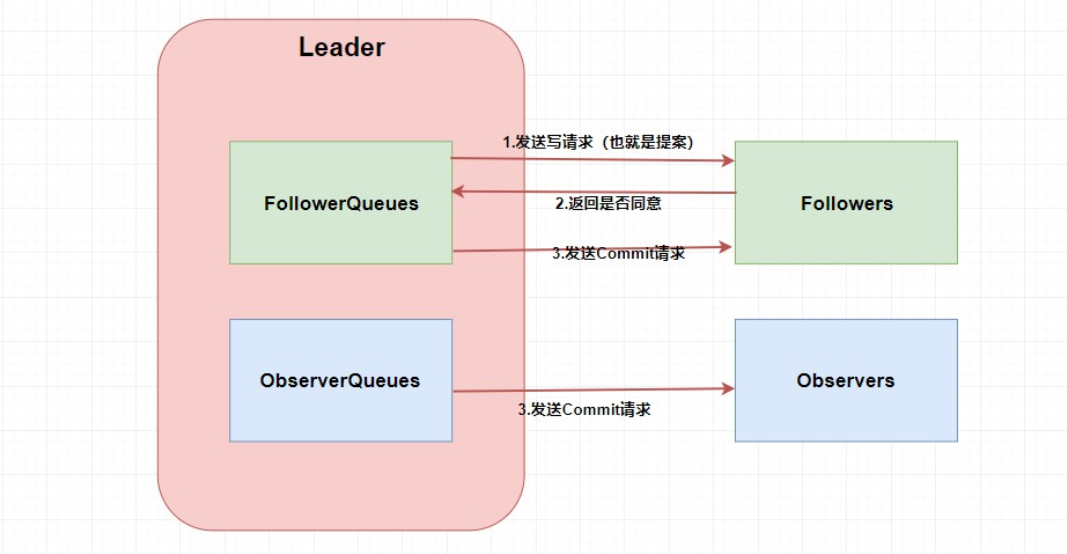 Leader
1.发送写请求（也就是提案）
FollowerQueues
Followers
2.返回是否同意
3.发送Commit请求
ObserverQueues
Observers
3.发送Commit请求